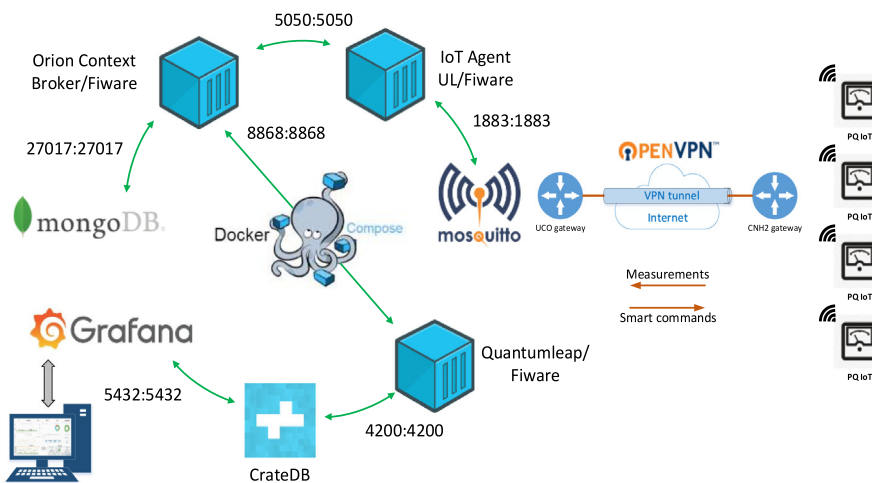 5050:5050
Orion Context
Broker/Fiware
IoT Agent
UL/Fiware
8868:8868
1883:1883
27017:27017
mongoDB.
Docker
Compose
mosquitto
OPENVPN™
VPN tunnel
Internet
UCO gateway
CNH2 gateway
Measurements
Smart commands
PQ IoT
PQ IoT
PQ IoT
PQ IoT
Grafana
Quantumleap/
Fiware
5432:5432
4200:4200
CrateDB